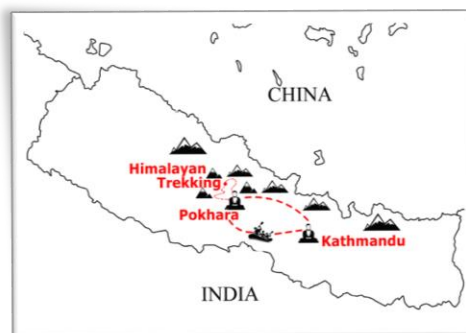 CHINA
Himalayan
Trekking
Pokhara
Kathmandu
INDIA